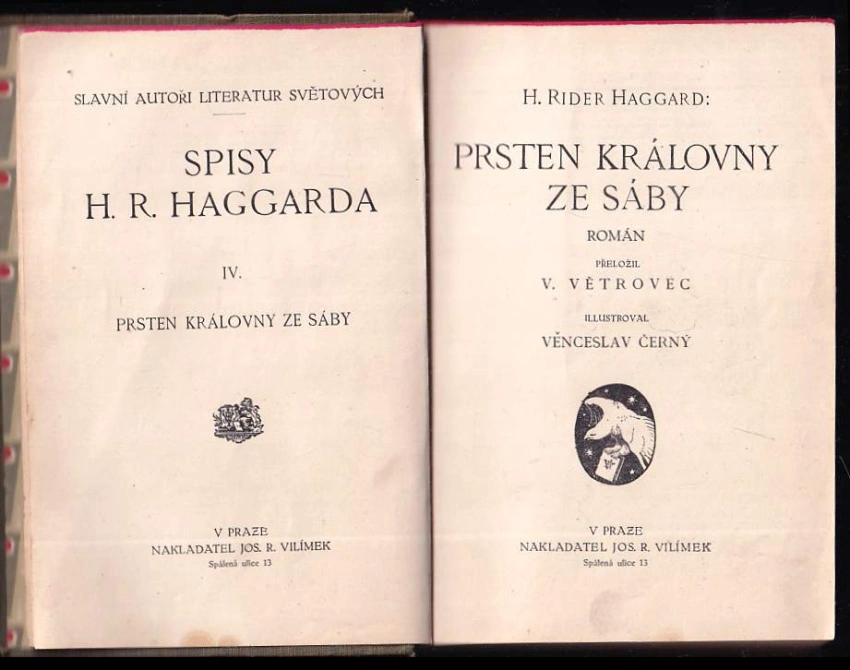 SLAVNÍ AUTOŘI LITERATUR SVĚTOVÝCH
SPISY
H. R. HAGGARDA
IV.
PRSTEN KRÁLOVNY ZE SÁBY
V PRAZE
NAKLADATEL JOS. R. VILÍMEK
Spálená ulice 13
H. RIDER HAGGARD:
PRSTEN KRÁLOVNY
ZE SÁBY
ROMÁN
PŘELOŽIL
V. VĚTROVEC
ILLUSTROVAL
VĚNCESLAV ČERNÝ
V PRAZE
NAKLADATEL JOS. R. VILÍMEK
Spálená ulice 13